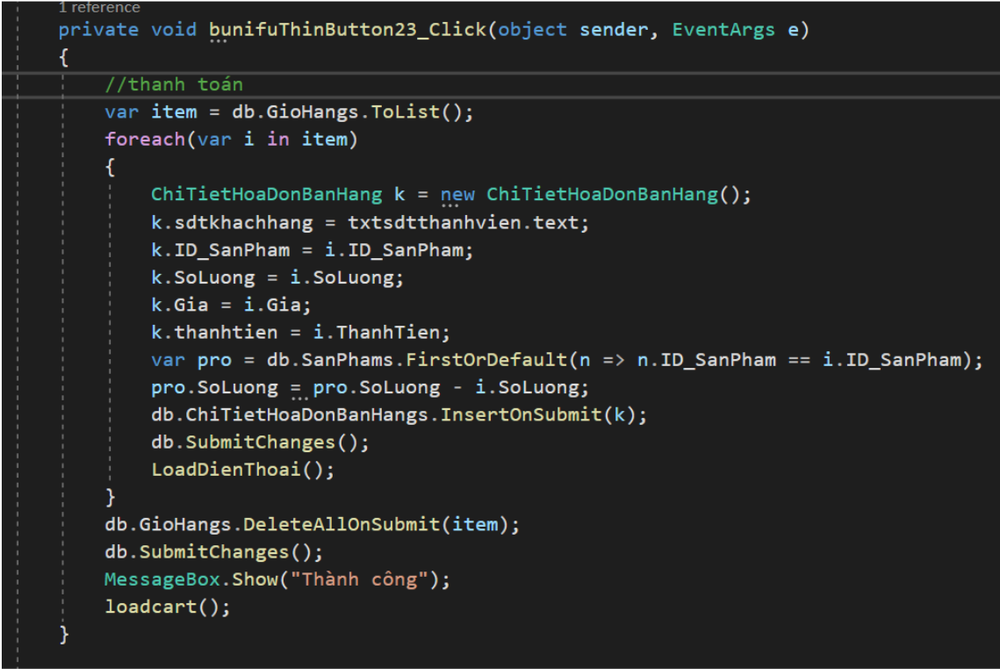 1 reference
private void bunifuThinButton23_Click(object sender, EventArgs e)
{
//thanh toán
var item = db.GioHangs.ToList();
foreach(var i in item)
{
ChiTietHoaDonBanHang k = new ChiTietHoaDonBanHang();
k.sdtkhachhang = txtsdtthanhvien.text;
k.ID_SanPham = i.ID_SanPham;
k.SoLuong = i.SoLuong;
k.Gia = i.Gia;
k.thanhtien = i.ThanhTien;
var pro = db.SanPhams.FirstOrDefault(n => n.ID_SanPham == i.ID_SanPham);
pro.SoLuong = pro.SoLuong - i.SoLuong;
db.ChiTietHoaDonBanHangs.InsertOnSubmit(k);
db.SubmitChanges();
LoadDienThoai();
}
db.GioHangs.DeleteAllOnSubmit(item);
db.SubmitChanges();
MessageBox.Show("Thành công");
loadcart();
}